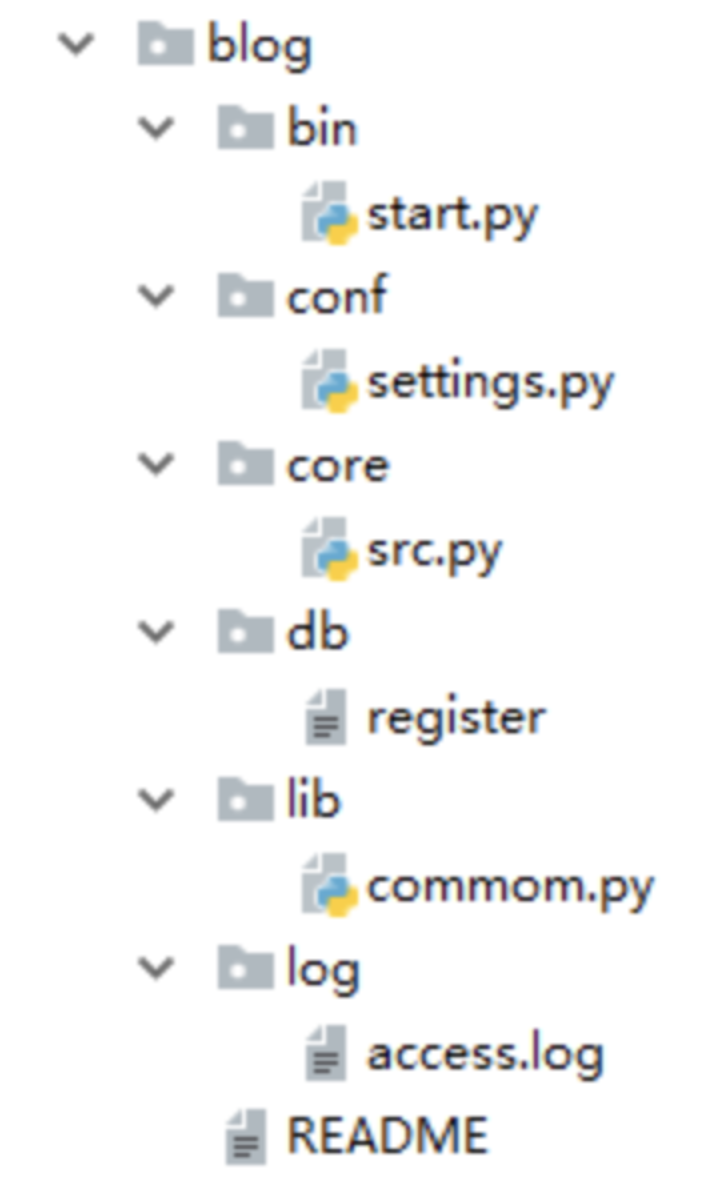 blog
bin
start.py
conf
settings.py
core
src.py
db
register
lib
commom.py
log
access.log
README